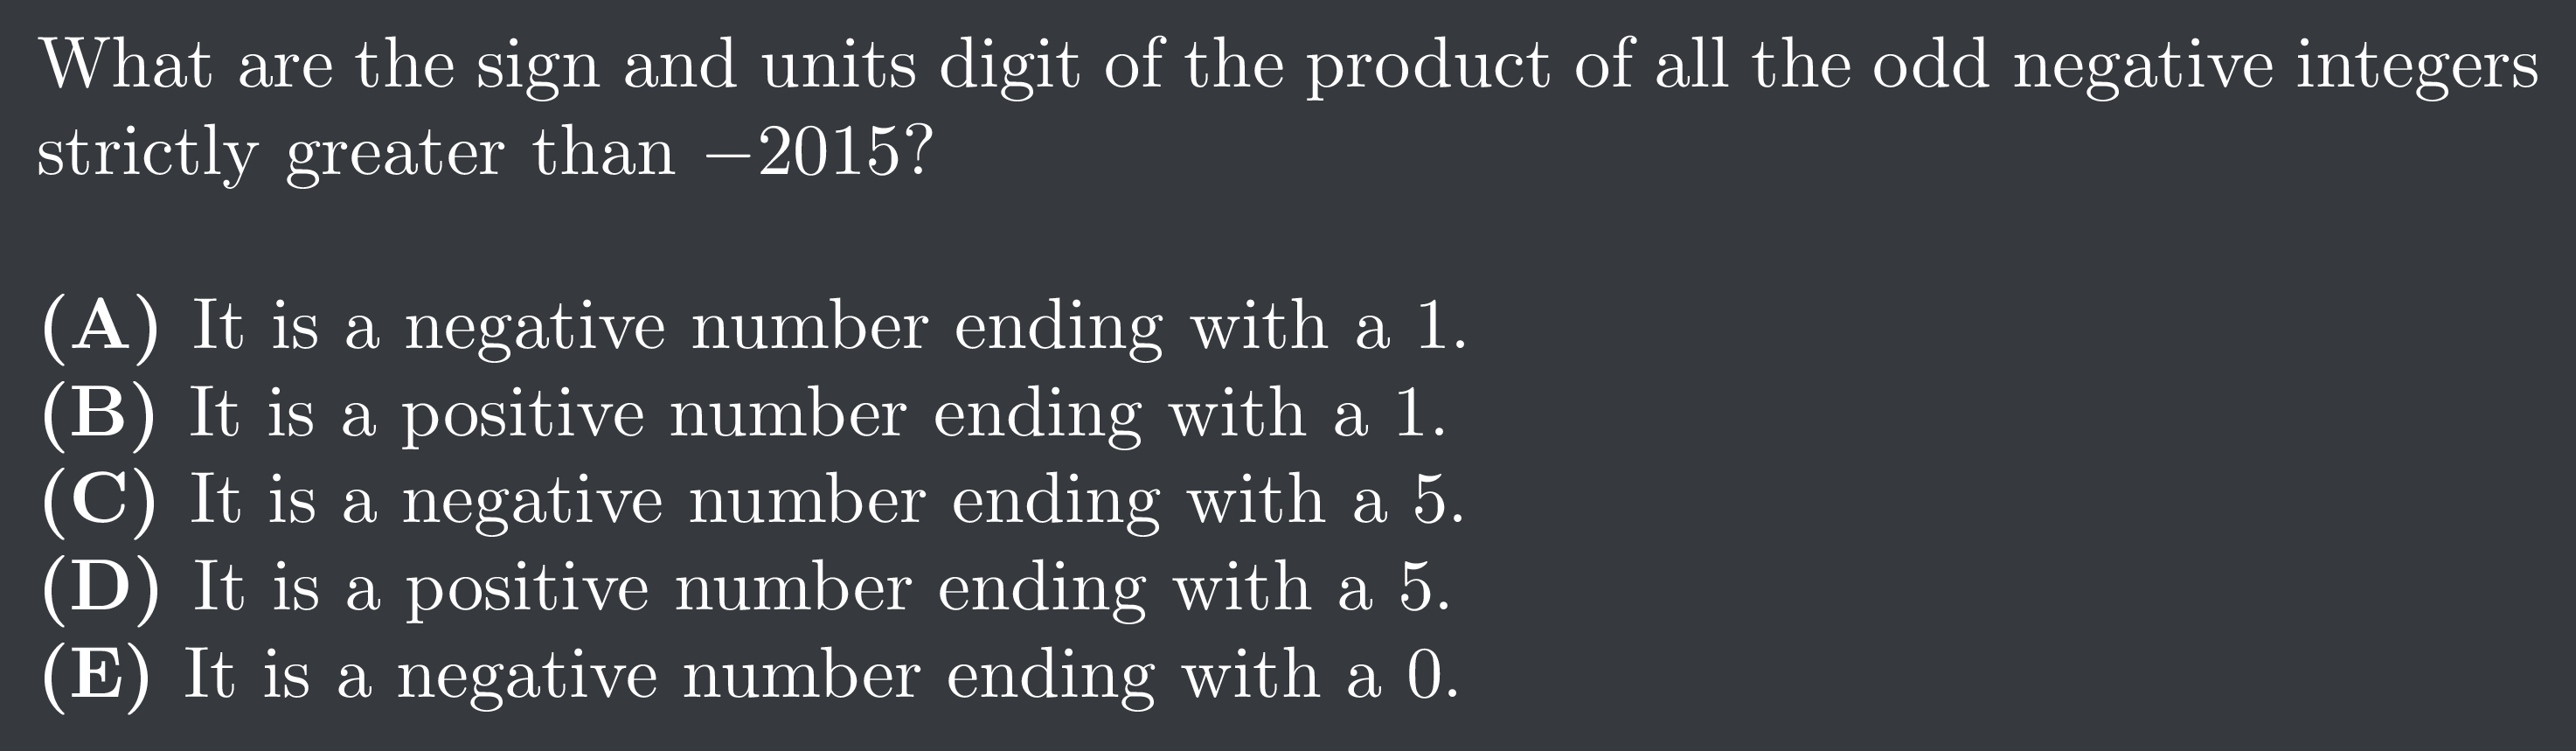 What are the sign and units digit of the product of all the odd negative integers
strictly greater than −2015?
(A) It is a negative number ending with a 1.
(B) It is a positive number ending with a 1.
(C) It is a negative number ending with a 5.
(D) It is a positive number ending with a 5.
(E) It is a negative number ending with a 0.